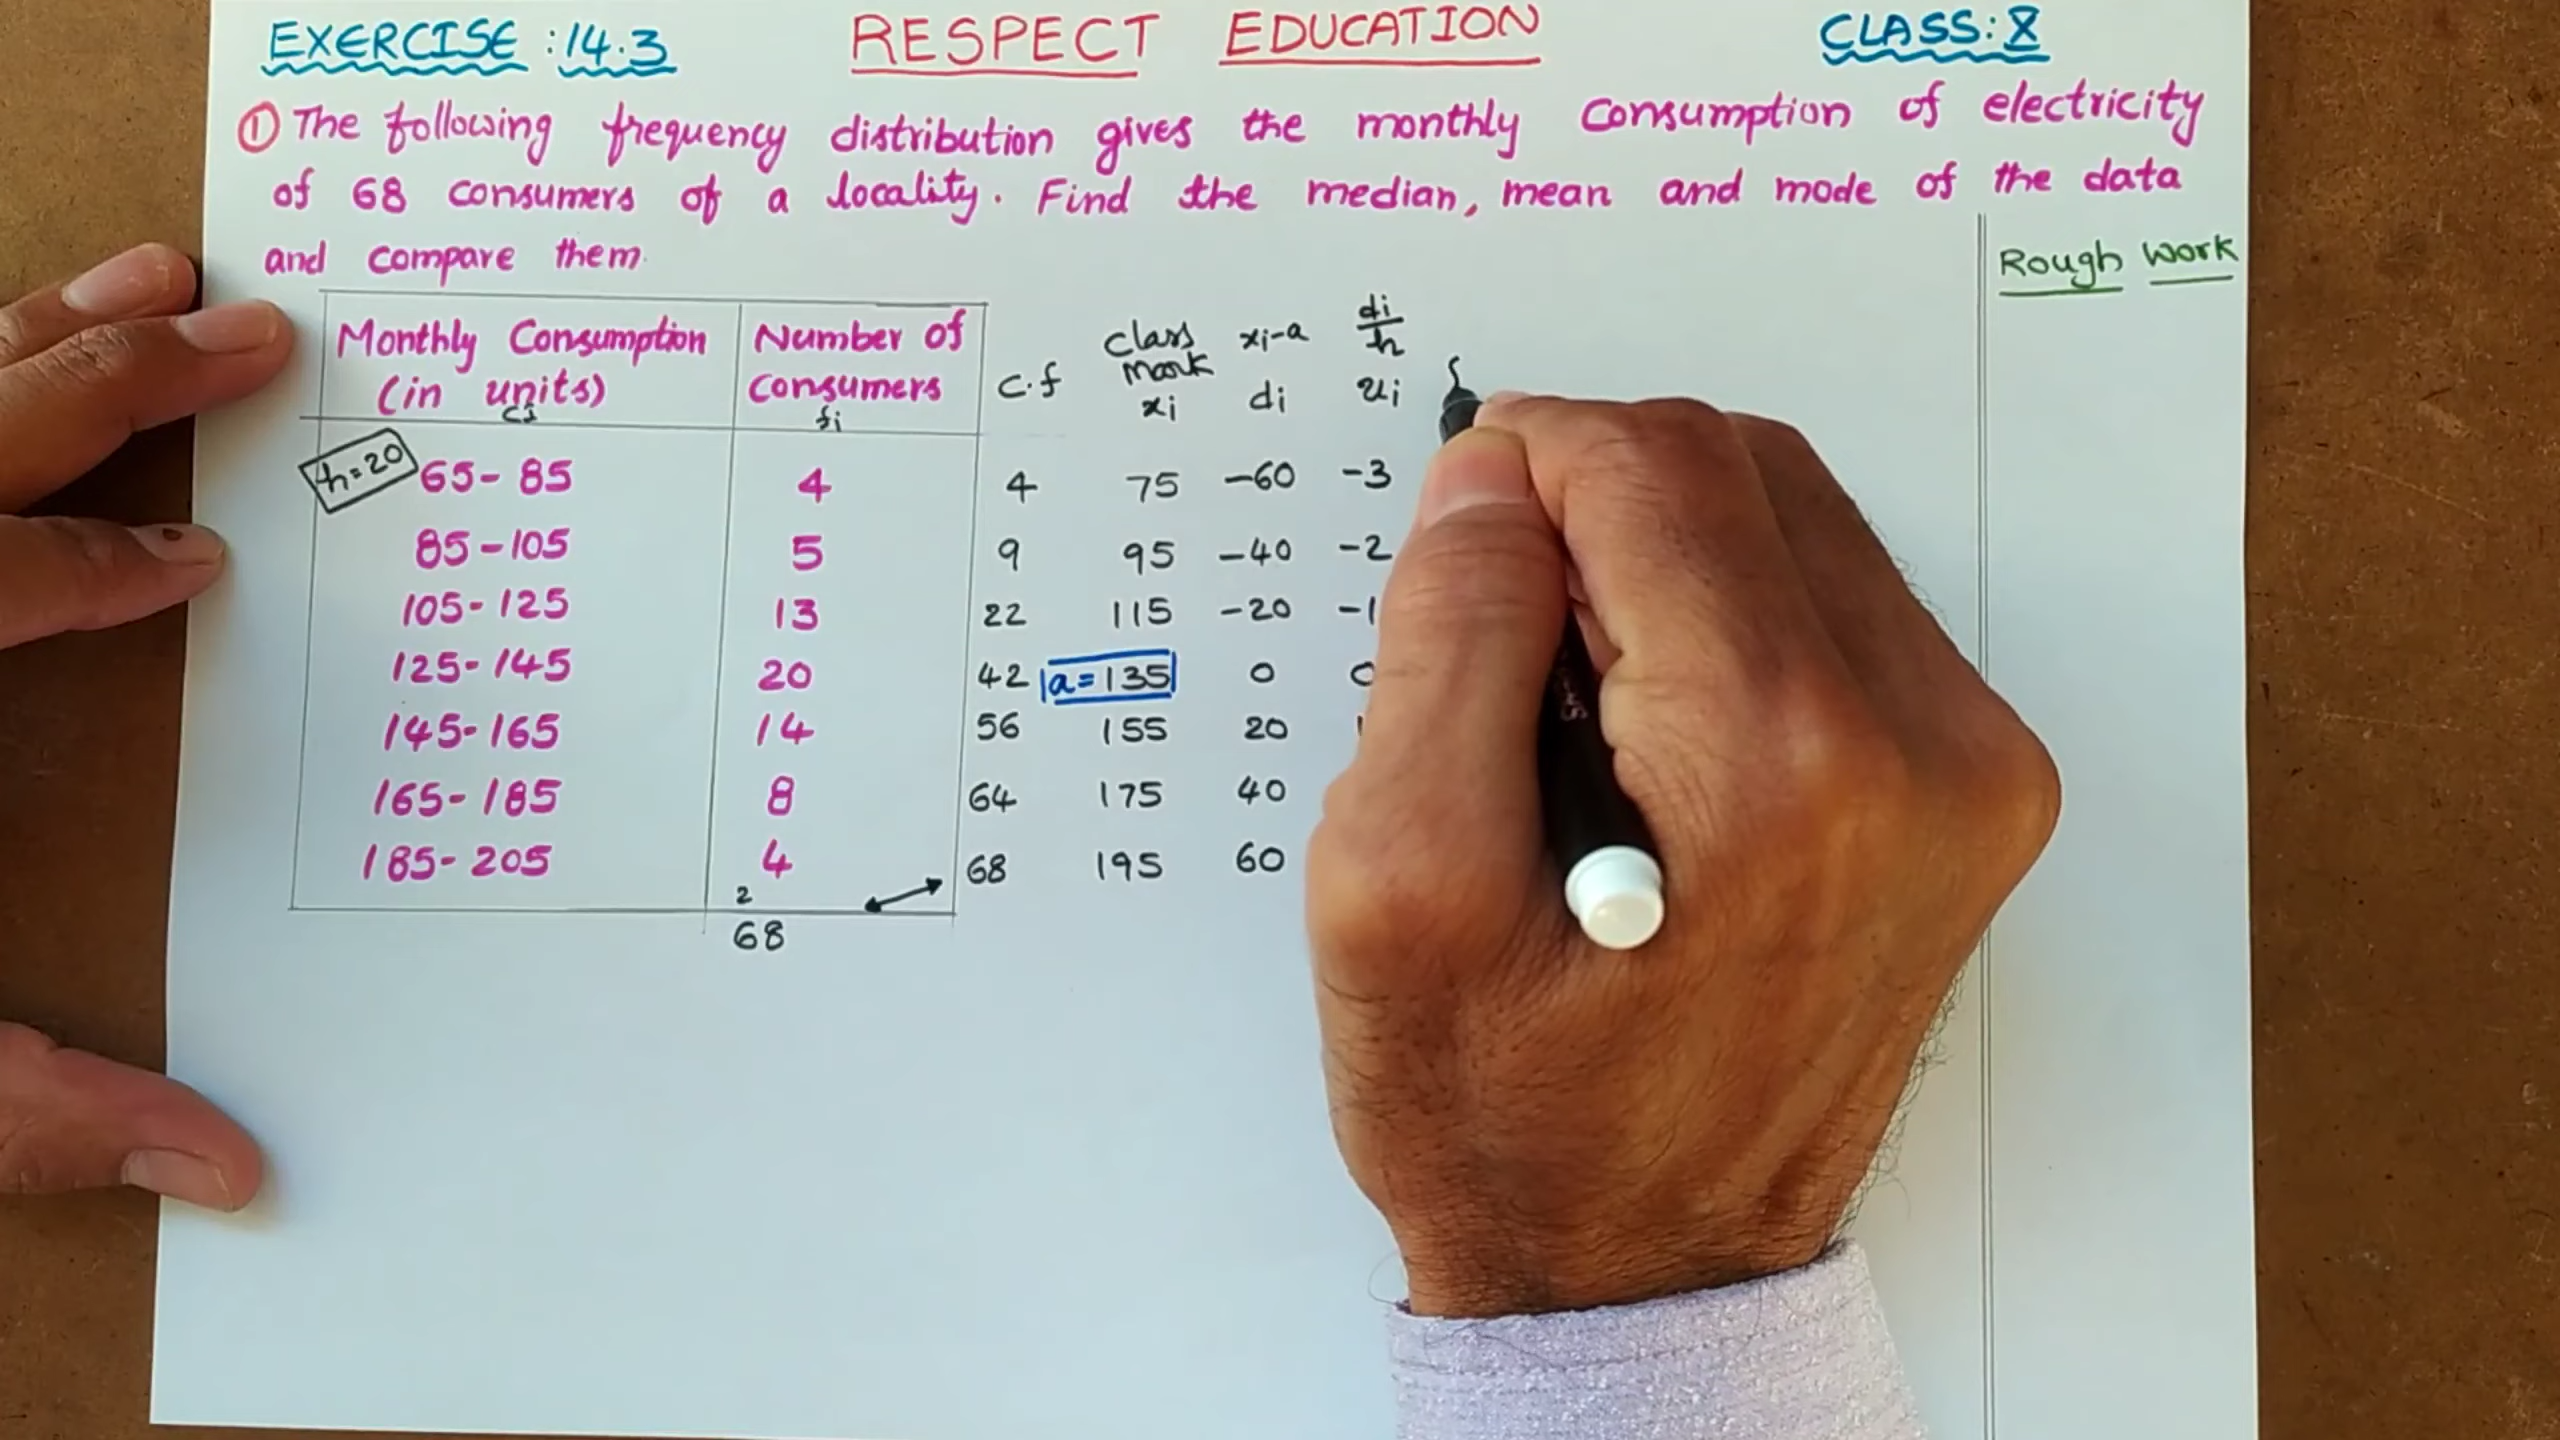 EXERCISE :14.3 RESPECT EDUCATION CLASS: X
① The following frequency distribution gives the monthly consumption of electricity
of 68 consumers of a locality. Find the median, mean and mode of the data
and compare them.
Rough Work
Monthly Consumption (in units) CI
Number of consumers fi
c.f
class mark xi
xi-a di
di/h ui
f
h=20
65-85 4 4 75 -60 -3
85-105 5 9 95 -40 -2
105-125 13 22 115 -20 -1
125-145 20 42 a=135 0 0
145-165 14 56 155 20 1
165-185 8 64 175 40
185-205 4 68 195 60
2
68